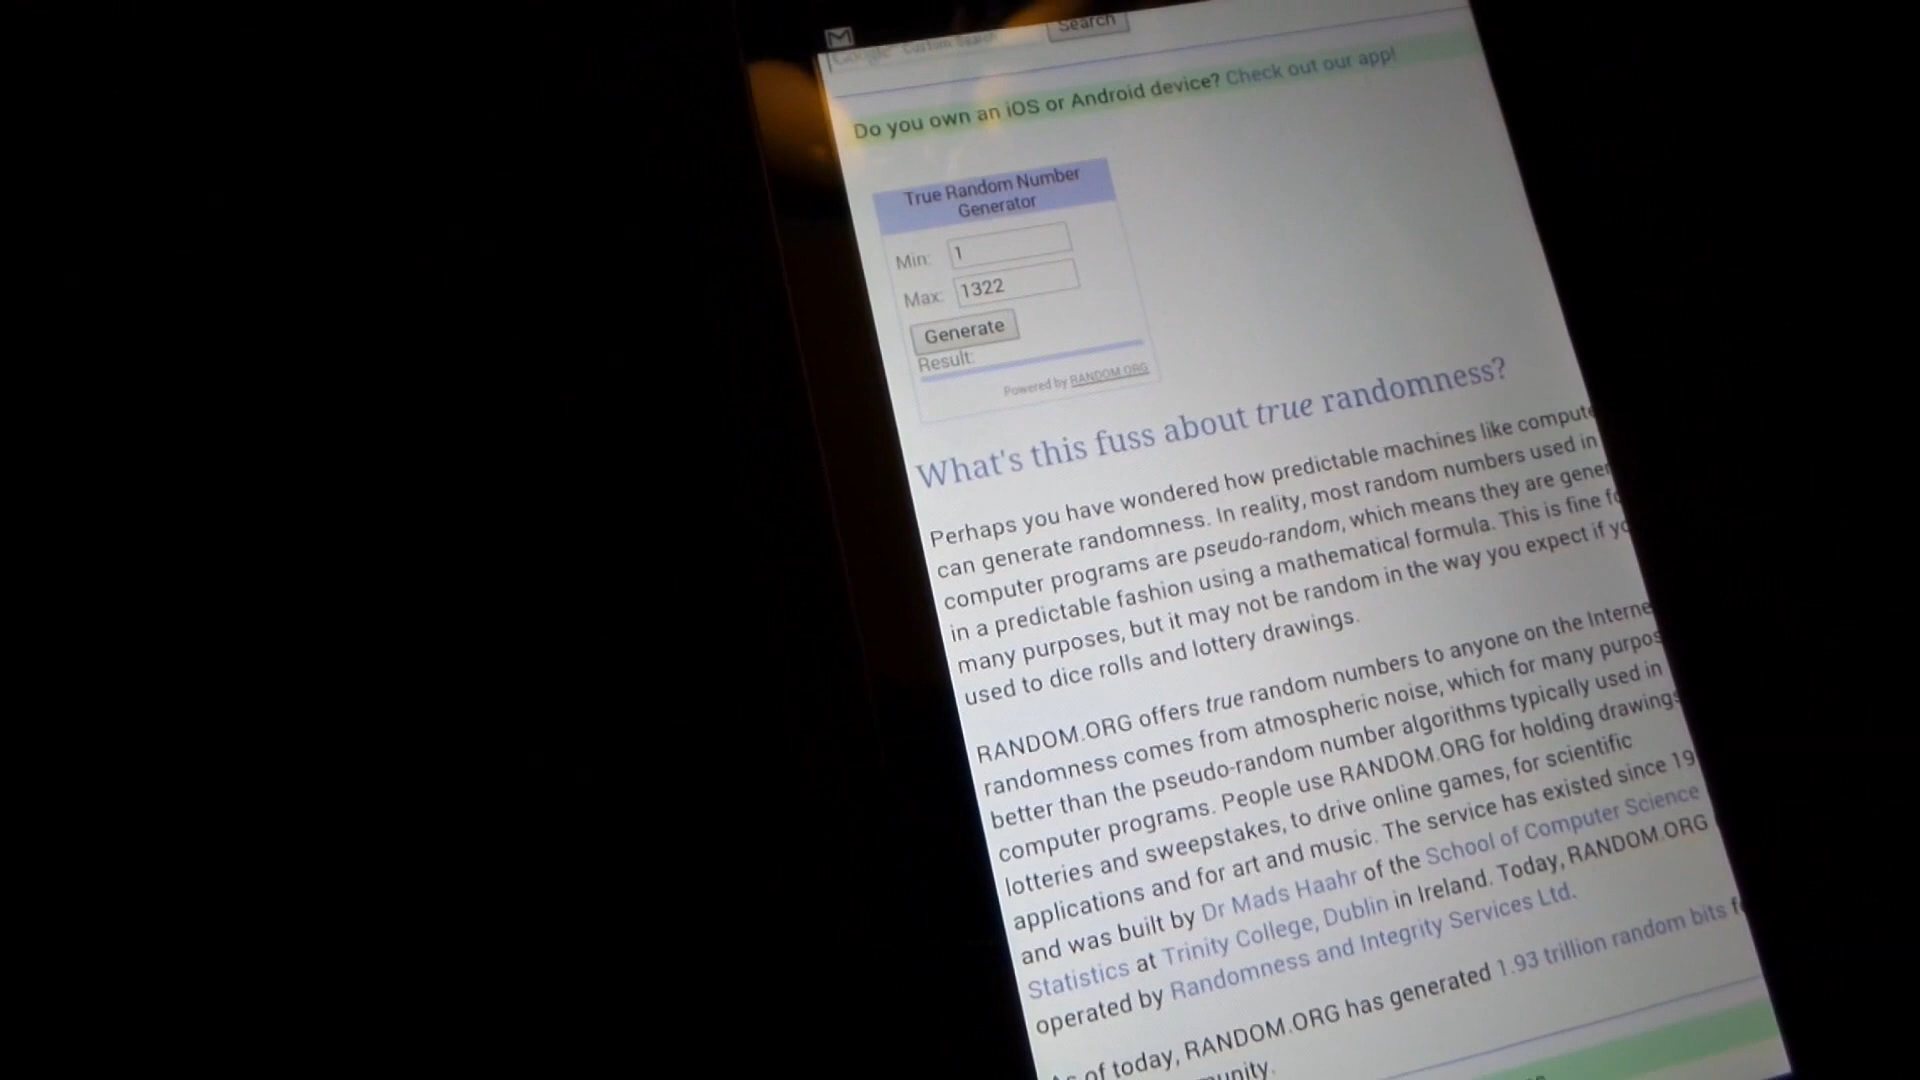 Google Custom Search
Search
Do you own an iOS or Android device? Check out our app!
True Random Number
Generator
Min: 1
Max: 1322
Generate
Result:
Powered by RANDOM.ORG
What's this fuss about true randomness?
Perhaps you have wondered how predictable machines like compute
can generate randomness. In reality, most random numbers used in
computer programs are pseudo-random, which means they are gener
in a predictable fashion using a mathematical formula. This is fine fo
many purposes, but it may not be random in the way you expect if yo
used to dice rolls and lottery drawings.
RANDOM.ORG offers true random numbers to anyone on the Interne
randomness comes from atmospheric noise, which for many purpos
better than the pseudo-random number algorithms typically used in
computer programs. People use RANDOM.ORG for holding drawings
lotteries and sweepstakes, to drive online games, for scientific
applications and for art and music. The service has existed since 19
and was built by Dr Mads Haahr of the School of Computer Science
Statistics at Trinity College, Dublin in Ireland. Today, RANDOM.ORG
operated by Randomness and Integrity Services Ltd.
As of today, RANDOM.ORG has generated 1.93 trillion random bits fo